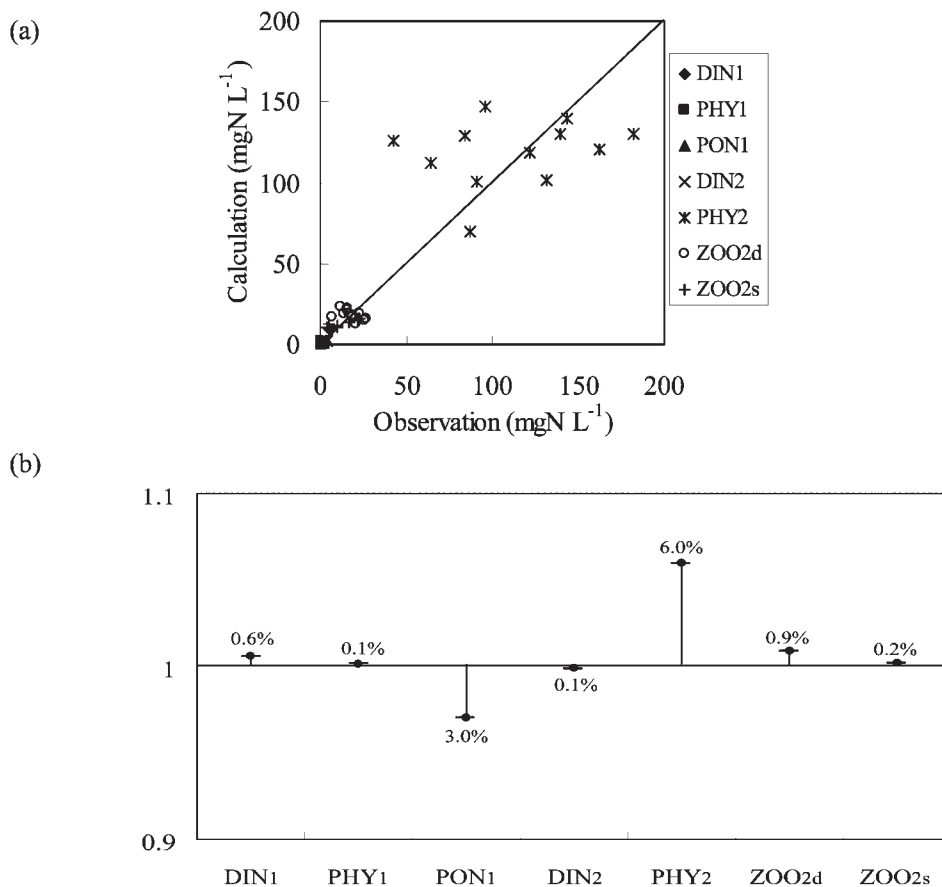 (a)
200
150
100
50
0
Calculation (mgN L⁻¹)
0 50 100 150 200
Observation (mgN L⁻¹)
DIN1
PHY1
PON1
DIN2
PHY2
ZOO2d
ZOO2s
(b)
1.1
1
0.9
0.6%
0.1%
3.0%
0.1%
6.0%
0.9%
0.2%
DIN1 PHY1 PON1 DIN2 PHY2 ZOO2d ZOO2s